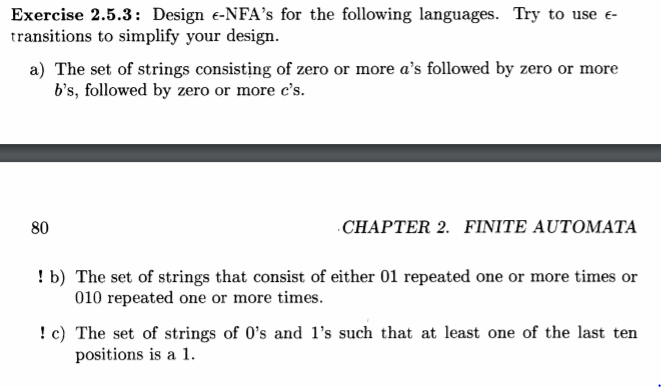 Exercise 2.5.3: Design ϵ-NFA's for the following languages. Try to use ϵ-
transitions to simplify your design.
a) The set of strings consisting of zero or more a's followed by zero or more
b's, followed by zero or more c's.
80
CHAPTER 2. FINITE AUTOMATA
! b) The set of strings that consist of either 01 repeated one or more times or
010 repeated one or more times.
! c) The set of strings of 0's and 1's such that at least one of the last ten
positions is a 1.